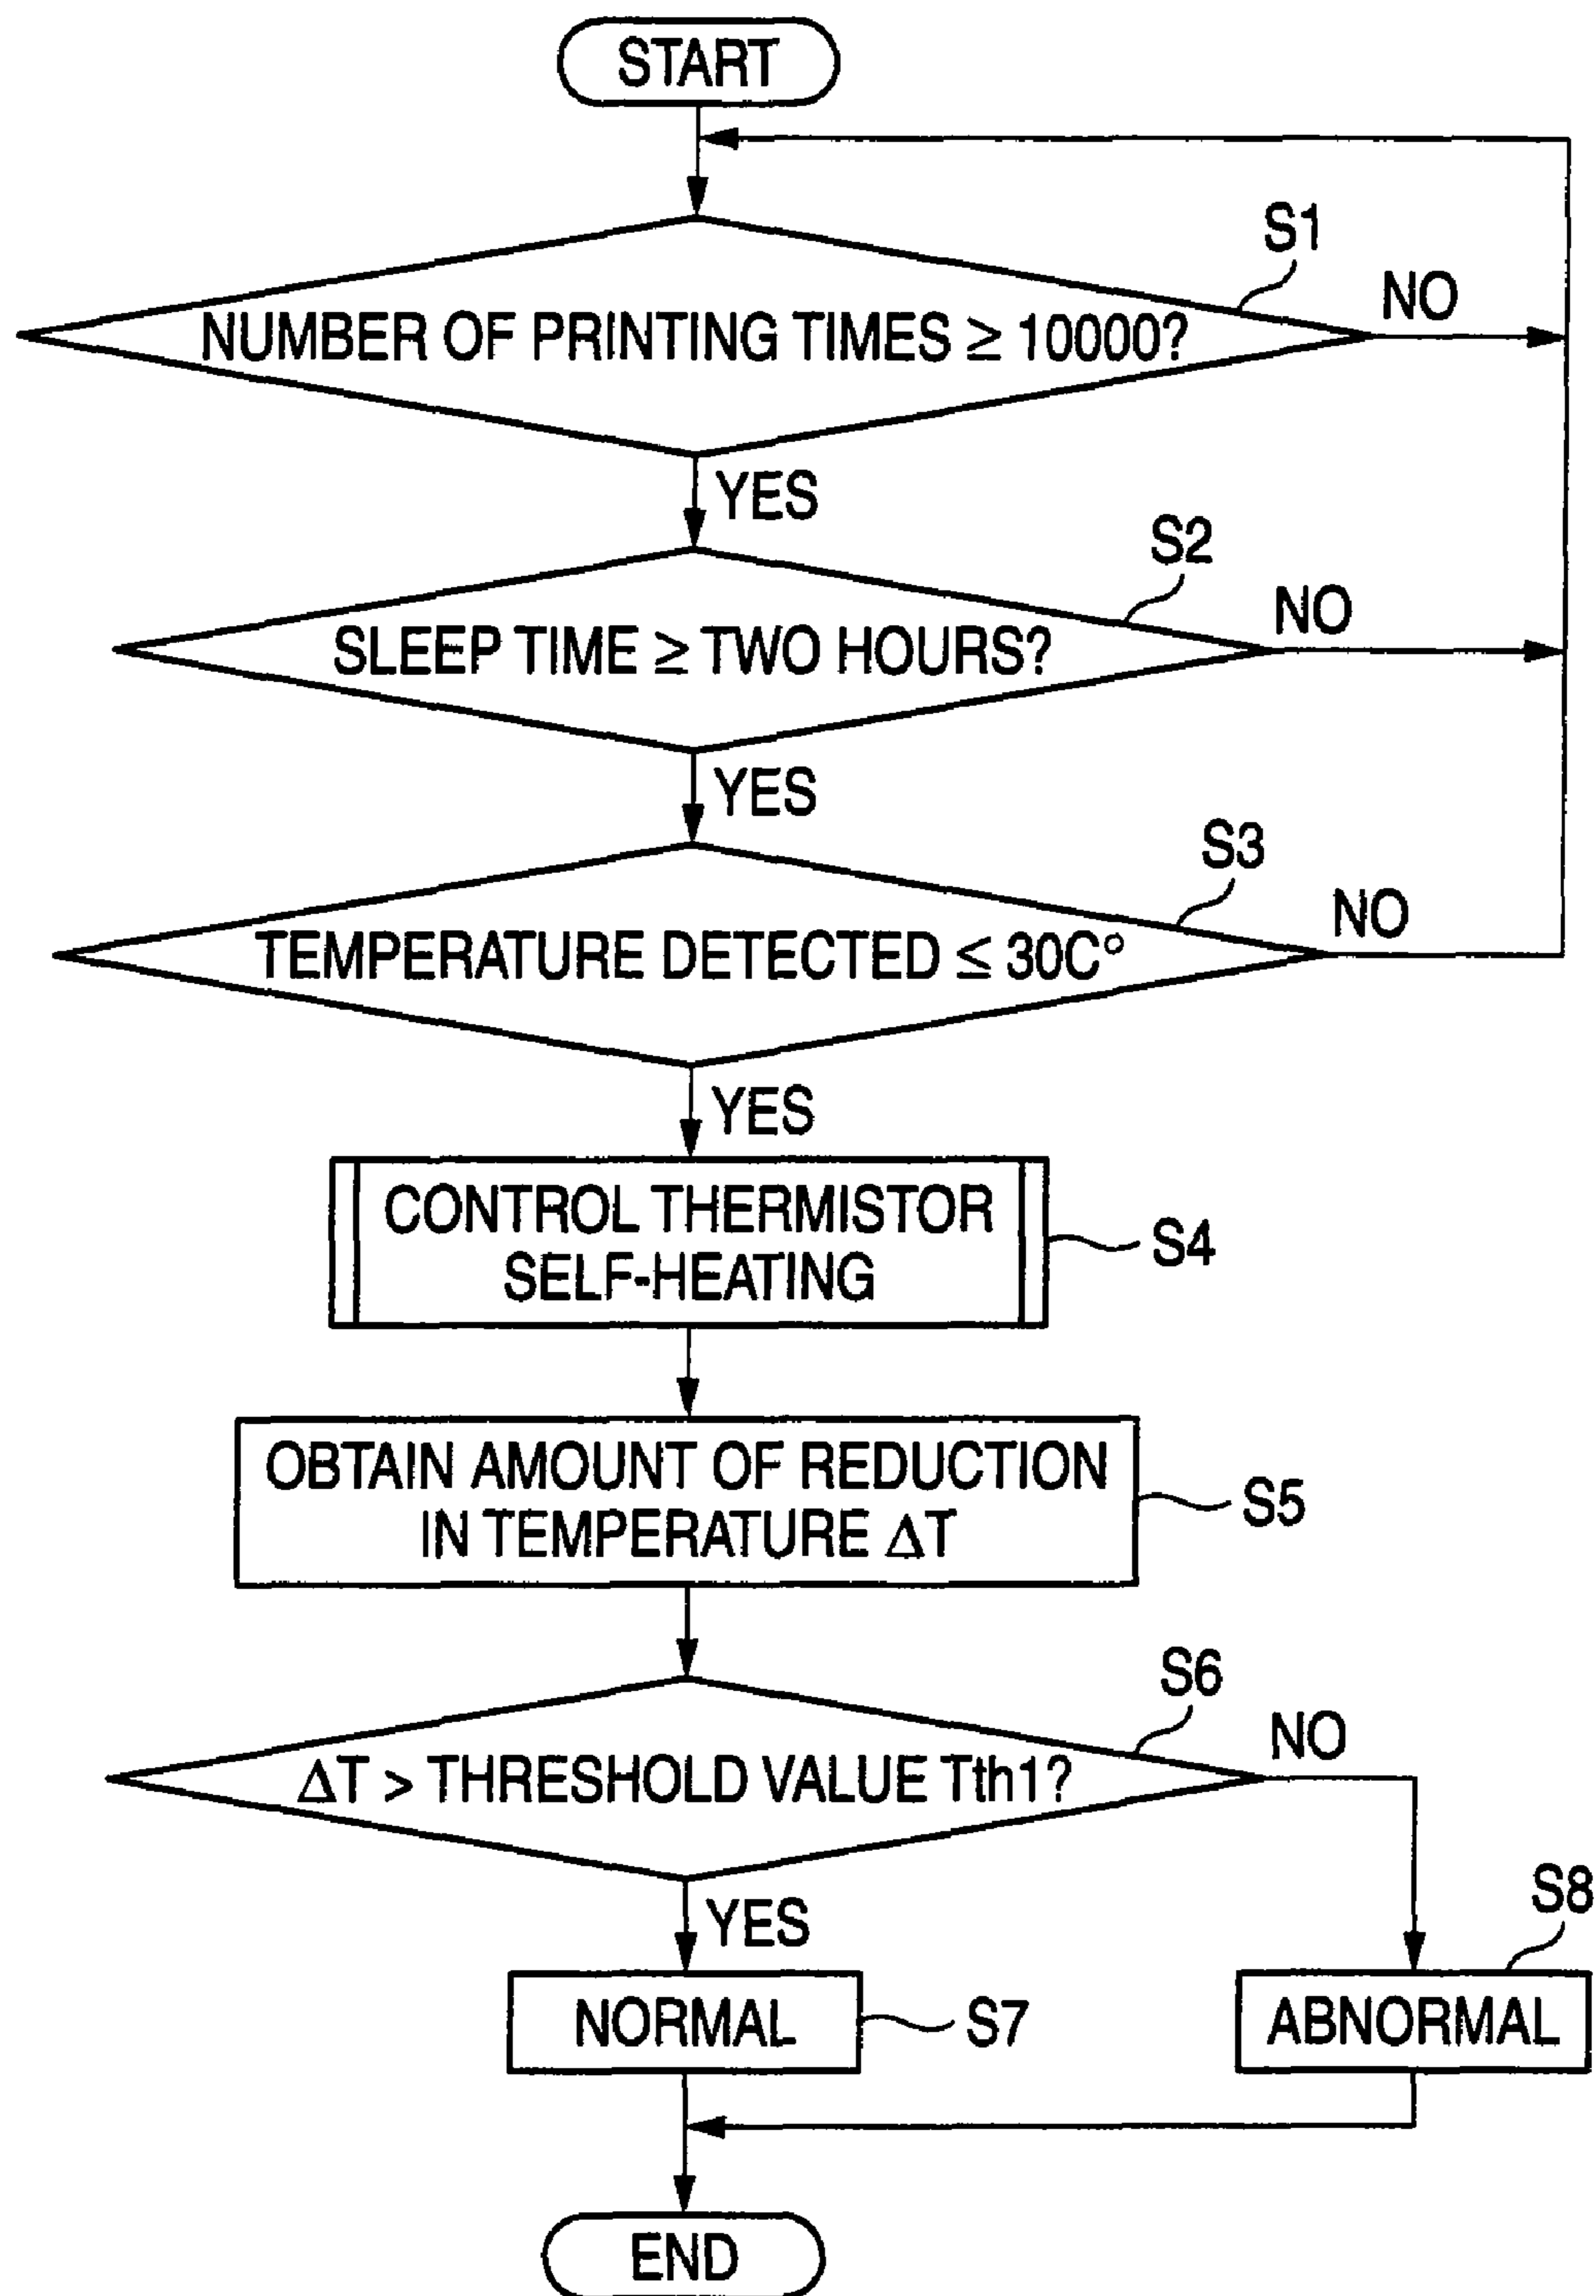 START
S1
NUMBER OF PRINTING TIMES ≥ 10000?
NO
YES
S2
SLEEP TIME ≥ TWO HOURS?
NO
YES
S3
TEMPERATURE DETECTED ≤ 30C°
NO
YES
CONTROL THERMISTOR
SELF-HEATING
S4
OBTAIN AMOUNT OF REDUCTION
IN TEMPERATURE ΔT
S5
S6
ΔT > THRESHOLD VALUE Tth1?
NO
YES
NORMAL
S7
S8
ABNORMAL
END